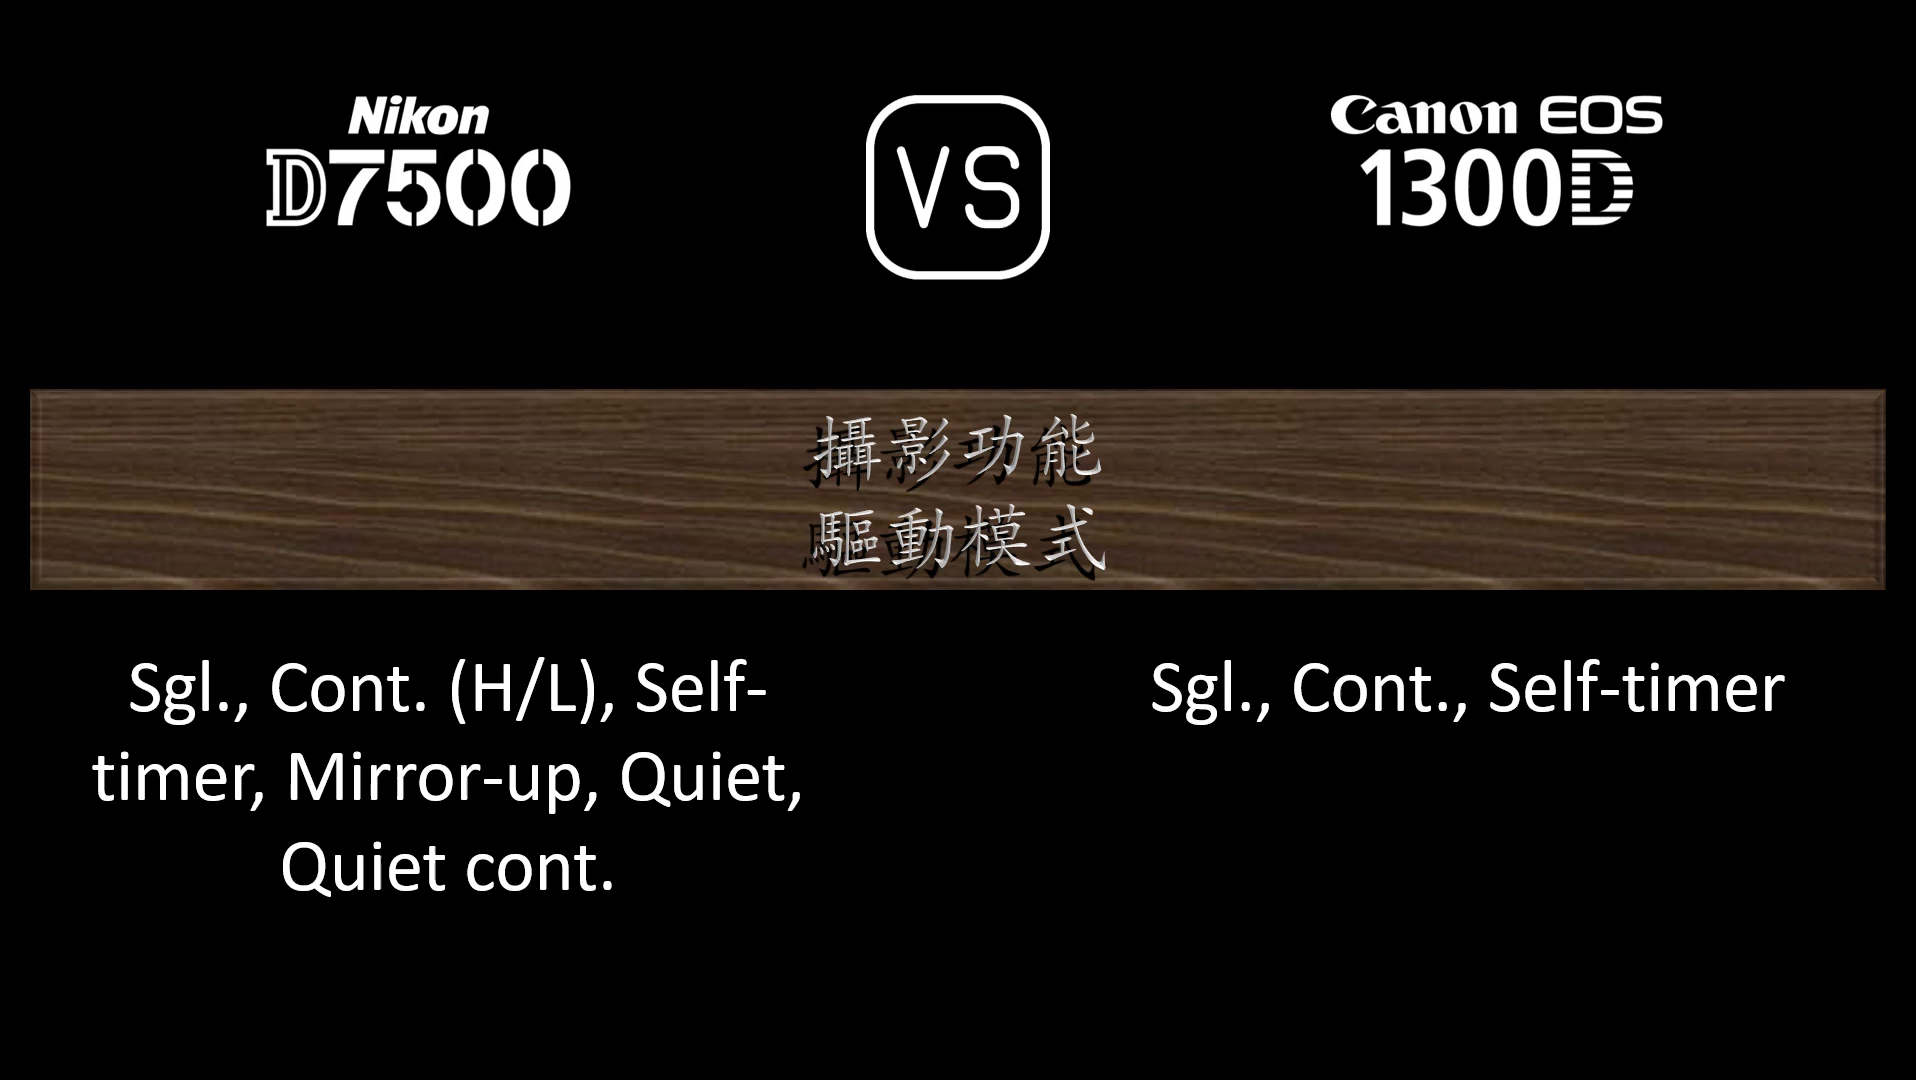 Nikon
D7500
VS
Canon EOS
1300D
攝影功能
驅動模式
Sgl., Cont. (H/L), Self-
timer, Mirror-up, Quiet,
Quiet cont.
Sgl., Cont., Self-timer